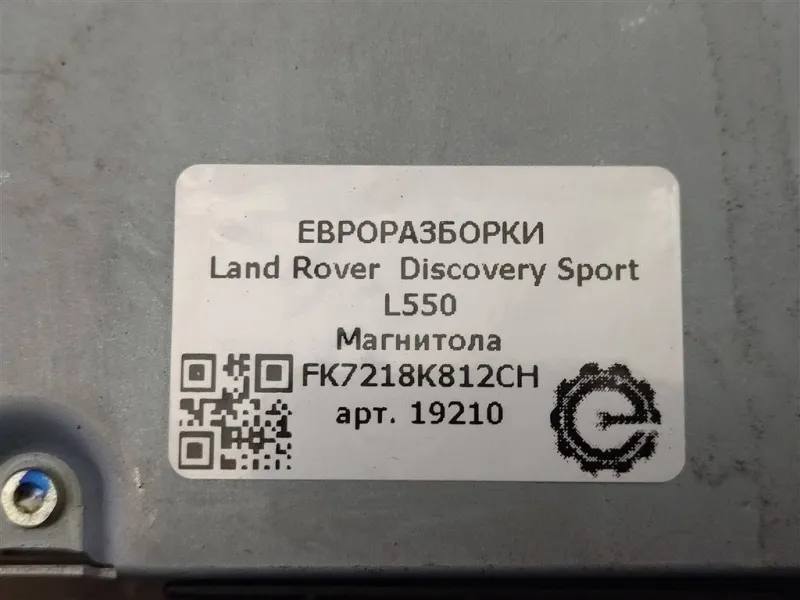 ЕВРОРАЗБОРКИ
Land Rover Discovery Sport
L550
Магнитола
FK7218K812CH
арт. 19210